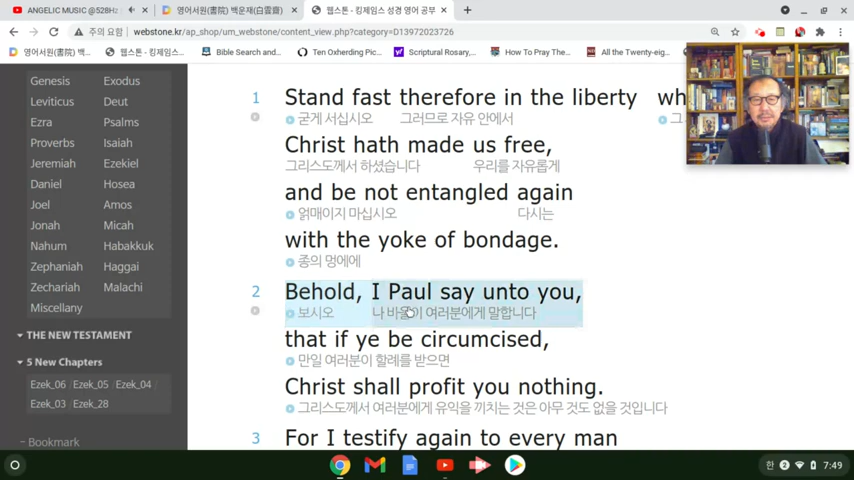 ANGELIC MUSIC @528Hz
영어서원(書院) 백운재(白雲齋)
웹스톤 - 킹제임스 성경 영어 공부
주의 요함
webstone.kr/ap_shop/um_webstone/content_view.php?category=D13972023726
영어서원(書院) 백...
웹스톤 - 킹제임...
Bible Search and...
Ten Oxherding Pic...
Scriptural Rosary,...
How To Pray The...
All the Twenty-eig...
Genesis Exodus
Leviticus Deut
Ezra Psalms
Proverbs Isaiah
Jeremiah Ezekiel
Daniel Hosea
Joel Amos
Jonah Micah
Nahum Habakkuk
Zephaniah Haggai
Zechariah Malachi
Miscellany
THE NEW TESTAMENT
5 New Chapters
Ezek_06 Ezek_05 Ezek_04
Ezek_03 Ezek_28
Bookmark
1 Stand fast therefore in the liberty wh
굳게 서십시오 그러므로 자유 안에서 그
Christ hath made us free,
그리스도께서 하셨습니다 우리를 자유롭게
and be not entangled again
얽매이지 마십시오 다시는
with the yoke of bondage.
종의 멍에에
2 Behold, I Paul say unto you,
보시오 나 바울이 여러분에게 말합니다
that if ye be circumcised,
만일 여러분이 할례를 받으면
Christ shall profit you nothing.
그리스도께서 여러분에게 유익을 끼치는 것은 아무 것도 없을 것입니다
3 For I testify again to every man
한 2 7:49